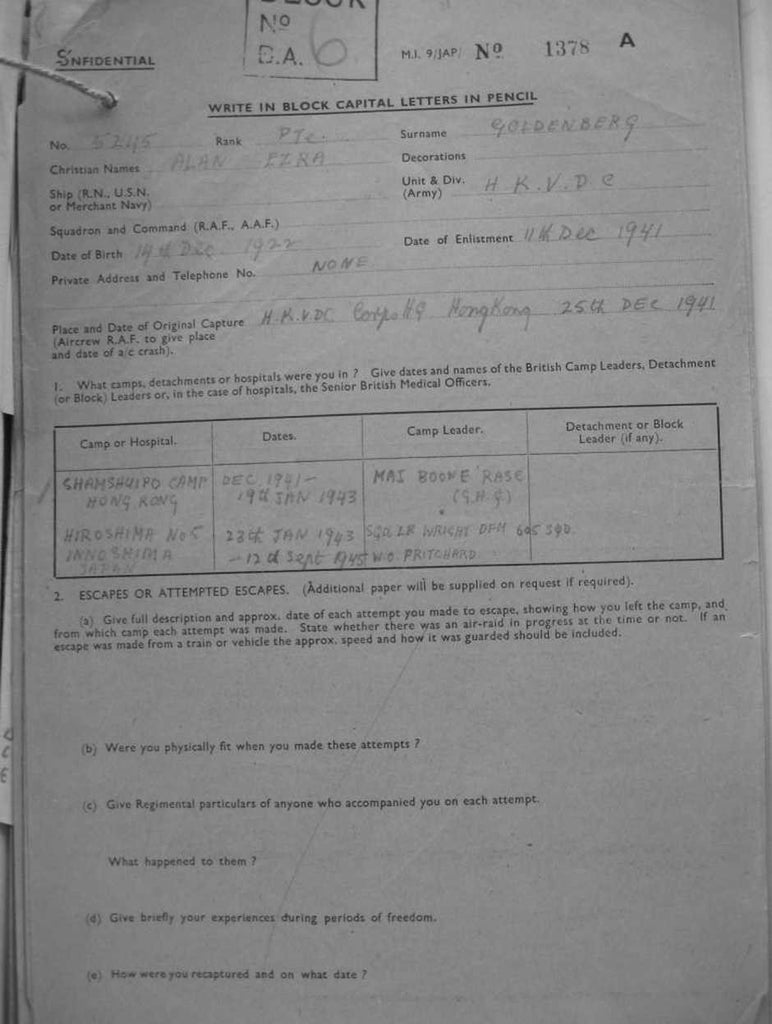 No
B.A. 6
CONFIDENTIAL
M.I. 9/JAP/ No 1378 A
WRITE IN BLOCK CAPITAL LETTERS IN PENCIL
No. 5245 Rank PTE. Surname GOLDENBERG
Christian Names ALAN EZRA Decorations
Ship (R.N., U.S.N. or Merchant Navy)
Unit & Div. (Army) H.K.V.D.C
Squadron and Command (R.A.F., A.A.F.)
Date of Birth 14th Dec 1922 Date of Enlistment 11th Dec 1941
Private Address and Telephone No. NONE
Place and Date of Original Capture H.K.V.D.C Corps HQ HongKong 25th DEC 1941
(Aircrew R.A.F. to give place
and date of a/c crash).
1. What camps, detachments or hospitals were you in ? Give dates and names of the British Camp Leaders, Detachment
(or Block) Leaders or, in the case of hospitals, the Senior British Medical Officers.
Camp or Hospital. Dates. Camp Leader. Detachment or Block
Leader (if any).
SHAMSHUIPO CAMP DEC 1941 - MAJ BOONE RASC
HONG KONG 19th JAN 1943
HIROSHIMA No 5 23th JAN 1943 SQD LR WRIGHT DFM 605 SQD.
INNOSHIMA - 12th Sept 1945 W.O. PRITCHARD
JAPAN
2. ESCAPES OR ATTEMPTED ESCAPES. (Additional paper will be supplied on request if required).
(a) Give full description and approx. date of each attempt you made to escape, showing how you left the camp, and
from which camp each attempt was made. State whether there was an air-raid in progress at the time or not. If an
escape was made from a train or vehicle the approx. speed and how it was guarded should be included.
(b) Were you physically fit when you made these attempts ?
(c) Give Regimental particulars of anyone who accompanied you on each attempt.
What happened to them ?
(d) Give briefly your experiences during periods of freedom.
(e) How were you recaptured and on what date ?